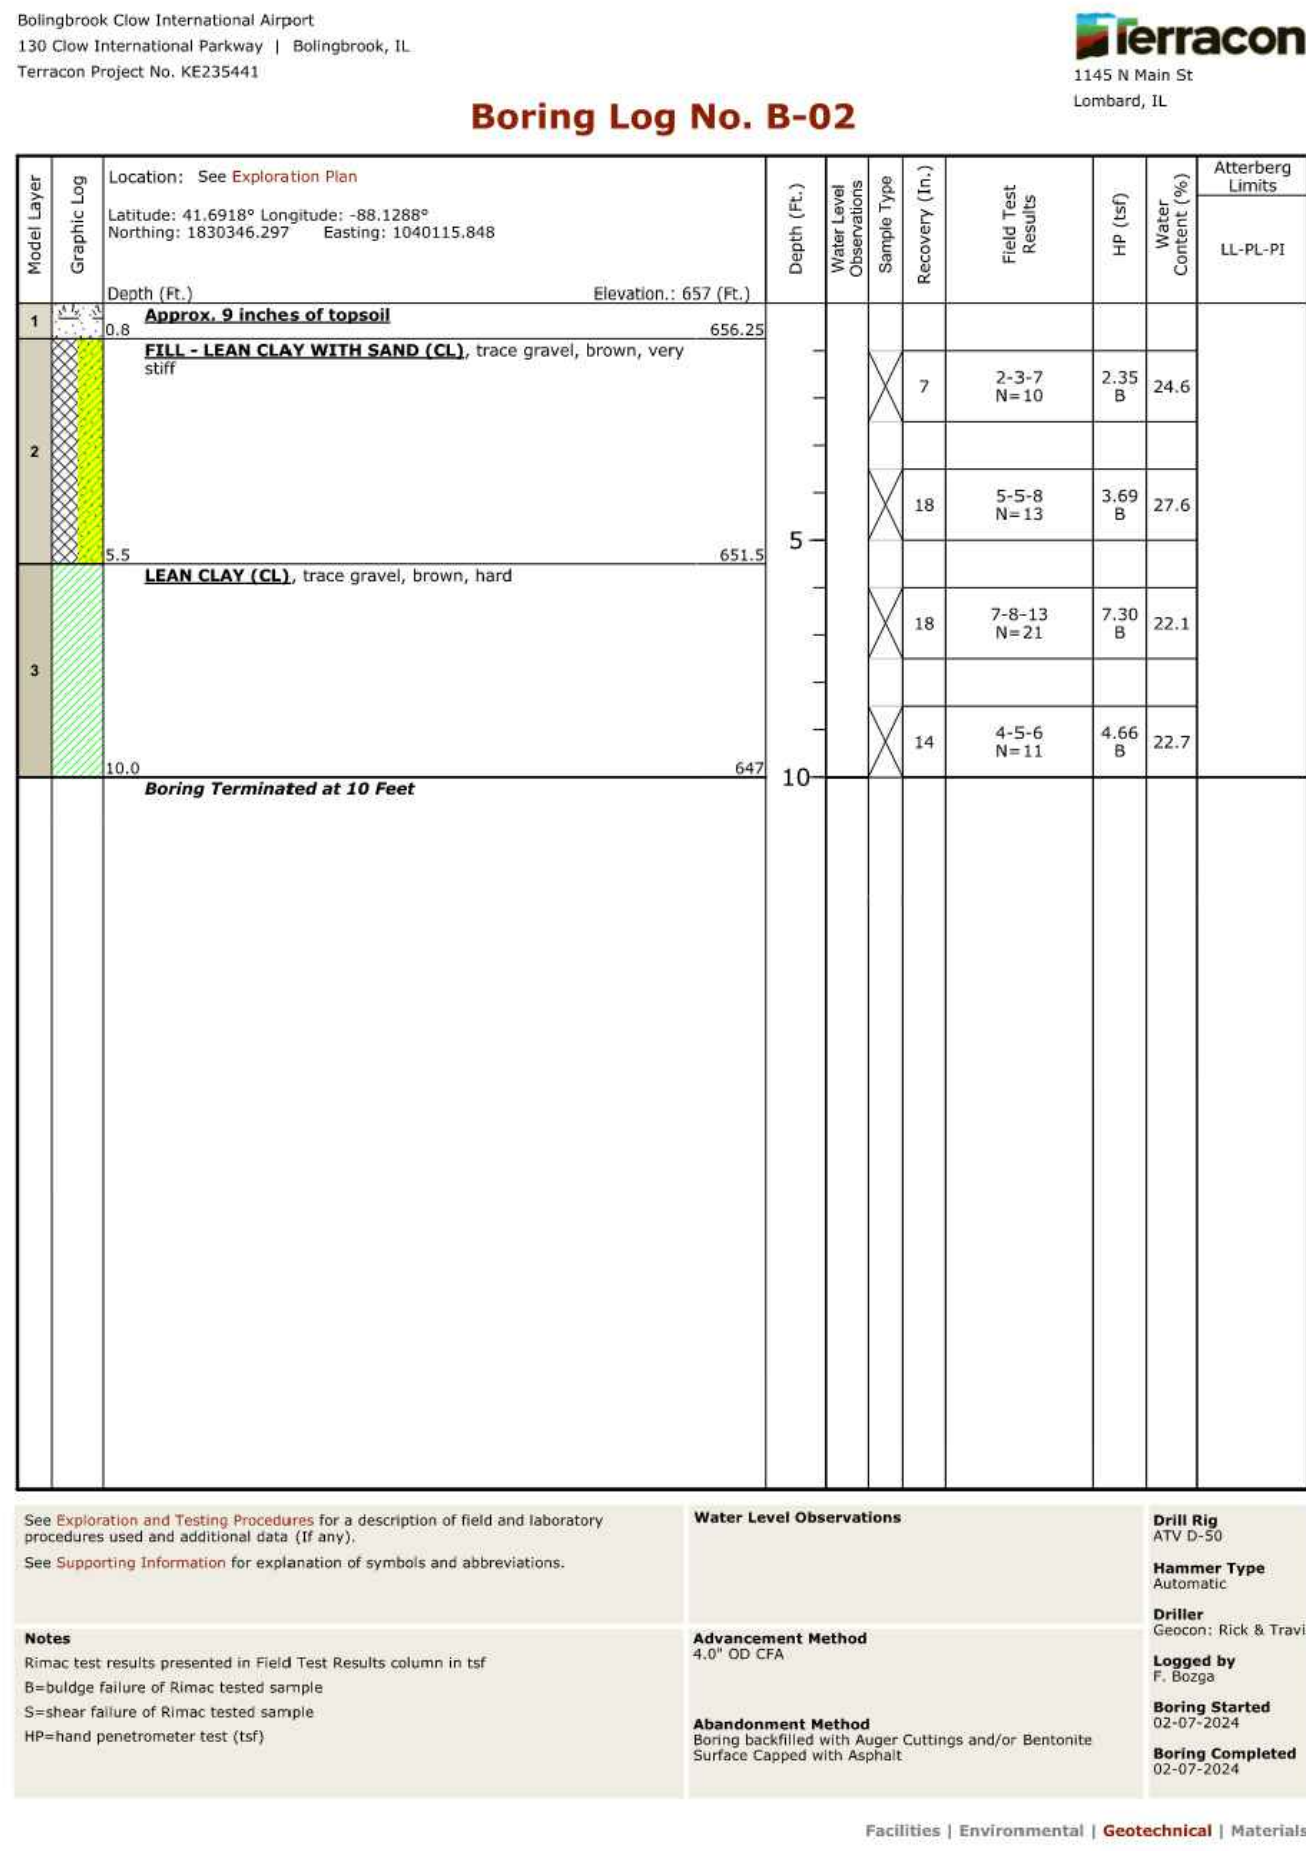 Bolingbrook Clow International Airport
130 Clow International Parkway | Bolingbrook, IL
Terracon Project No. KE235441
Terracon
1145 N Main St
Lombard, IL
Boring Log No. B-02
Model Layer
Graphic Log
Location: See Exploration Plan
Latitude: 41.6918° Longitude: -88.1288°
Northing: 1830346.297 Easting: 1040115.848
Depth (Ft.) Elevation.: 657 (Ft.)
Depth (Ft.)
Water Level
Observations
Sample Type
Recovery (In.)
Field Test
Results
HP (tsf)
Water
Content (%)
Atterberg
Limits
LL-PL-PI
1
Approx. 9 inches of topsoil
0.8 656.25
2
FILL - LEAN CLAY WITH SAND (CL), trace gravel, brown, very
stiff
7
2-3-7
N=10
2.35
B
24.6
18
5-5-8
N=13
3.69
B
27.6
5
5.5 651.5
3
LEAN CLAY (CL), trace gravel, brown, hard
18
7-8-13
N=21
7.30
B
22.1
14
4-5-6
N=11
4.66
B
22.7
10.0 647
10
Boring Terminated at 10 Feet
See Exploration and Testing Procedures for a description of field and laboratory
procedures used and additional data (If any).
See Supporting Information for explanation of symbols and abbreviations.
Notes
Rimac test results presented in Field Test Results column in tsf
B=buldge failure of Rimac tested sample
S=shear failure of Rimac tested sample
HP=hand penetrometer test (tsf)
Water Level Observations
Advancement Method
4.0" OD CFA
Abandonment Method
Boring backfilled with Auger Cuttings and/or Bentonite
Surface Capped with Asphalt
Drill Rig
ATV D-50
Hammer Type
Automatic
Driller
Geocon: Rick & Travi
Logged by
F. Bozga
Boring Started
02-07-2024
Boring Completed
02-07-2024
Facilities | Environmental | Geotechnical | Materials